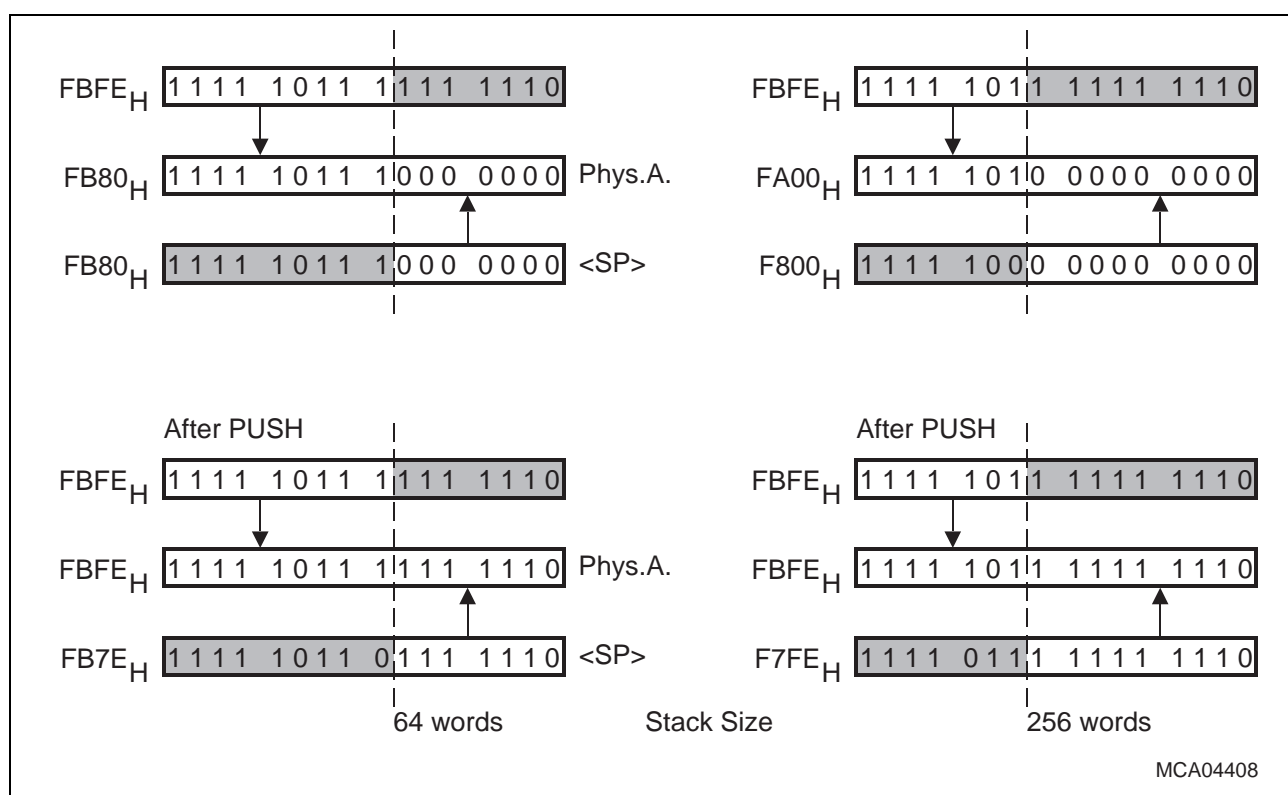 FBFEH 1111 1011 1111 1110
FB80H 1111 1011 1000 0000 Phys.A.
FB80H 1111 1011 1000 0000 <SP>
FBFEH 1111 1011 1111 1110
FA00H 1111 1010 0000 0000
F800H 1111 1000 0000 0000
After PUSH
FBFEH 1111 1011 1111 1110
FBFEH 1111 1011 1111 1110 Phys.A.
FB7EH 1111 1011 0111 1110 <SP>
After PUSH
FBFEH 1111 1011 1111 1110
FBFEH 1111 1011 1111 1110
F7FEH 1111 0111 1111 1110
64 words Stack Size 256 words
MCA04408